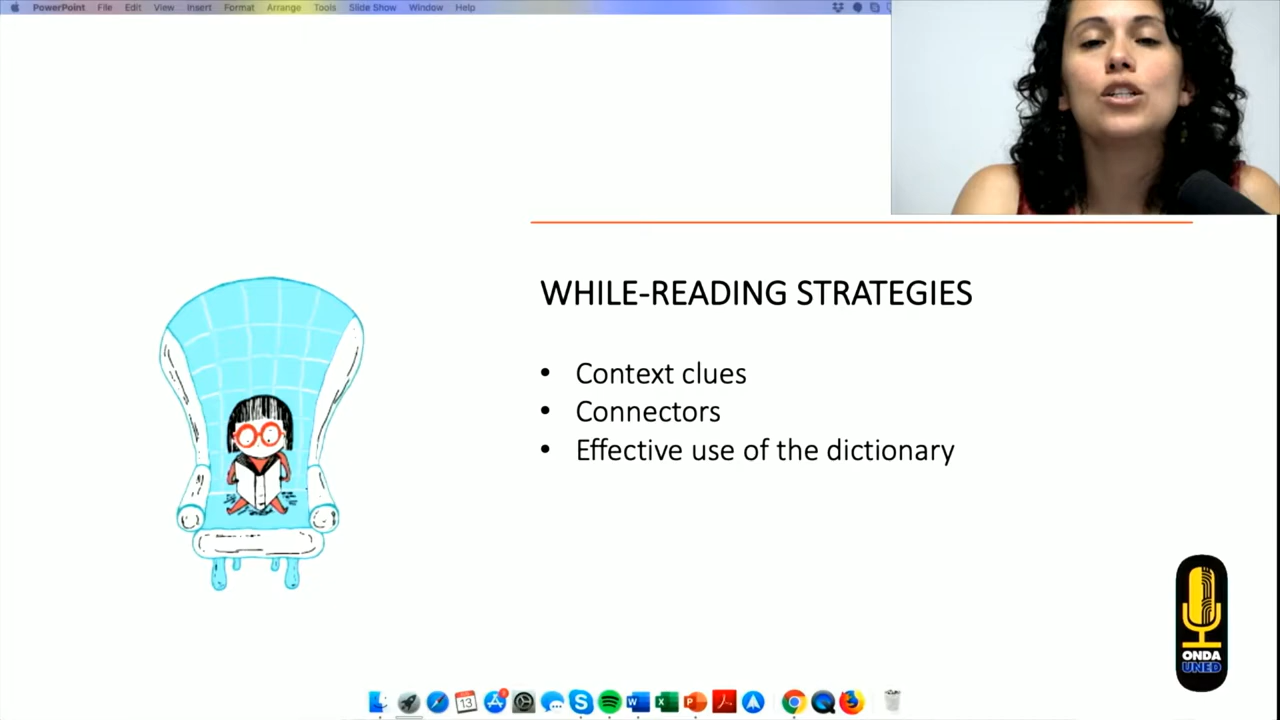 PowerPoint File Edit View Insert Format Arrange Tools Slide Show Window Help
WHILE-READING STRATEGIES
• Context clues
• Connectors
• Effective use of the dictionary
ONDA
UNED
13